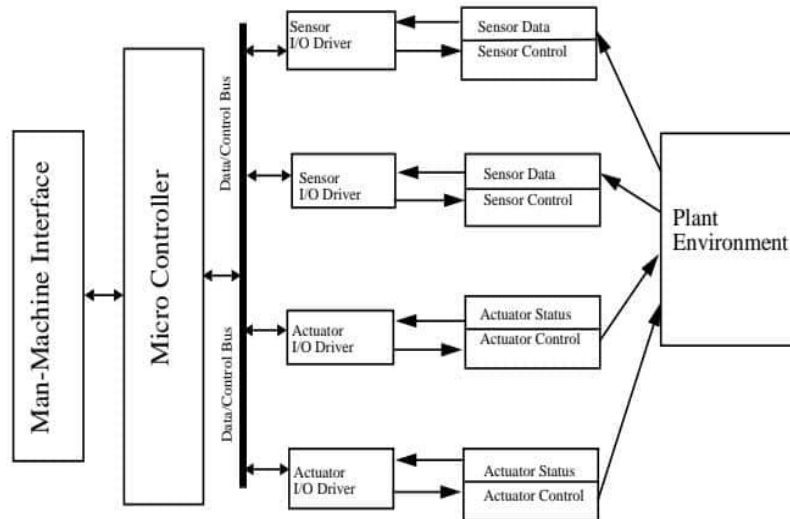 Man-Machine Interface
Micro Controller
Data/Control Bus
Data/Control Bus
Sensor
I/O Driver
Sensor Data
Sensor Control
Sensor
I/O Driver
Sensor Data
Sensor Control
Actuator
I/O Driver
Actuator Status
Actuator Control
Actuator
I/O Driver
Actuator Status
Actuator Control
Plant
Environment